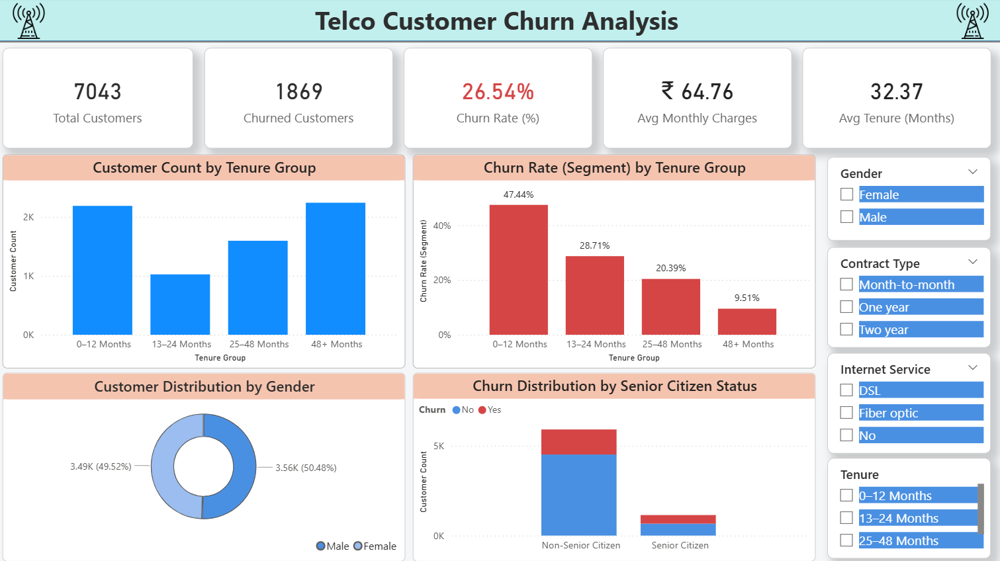 Telco Customer Churn Analysis
7043
Total Customers
1869
Churned Customers
26.54%
Churn Rate (%)
₹ 64.76
Avg Monthly Charges
32.37
Avg Tenure (Months)
Customer Count by Tenure Group
Customer Count
2K
1K
0K
0–12 Months 13–24 Months 25–48 Months 48+ Months
Tenure Group
Churn Rate (Segment) by Tenure Group
Churn Rate (Segment)
40%
20%
0%
47.44%
28.71%
20.39%
9.51%
0–12 Months 13–24 Months 25–48 Months 48+ Months
Tenure Group
Gender
Female
Male
Contract Type
Month-to-month
One year
Two year
Internet Service
DSL
Fiber optic
No
Tenure
0–12 Months
13–24 Months
25–48 Months
Customer Distribution by Gender
3.49K (49.52%)
3.56K (50.48%)
Male Female
Churn Distribution by Senior Citizen Status
Churn No Yes
Customer Count
5K
0K
Non-Senior Citizen Senior Citizen